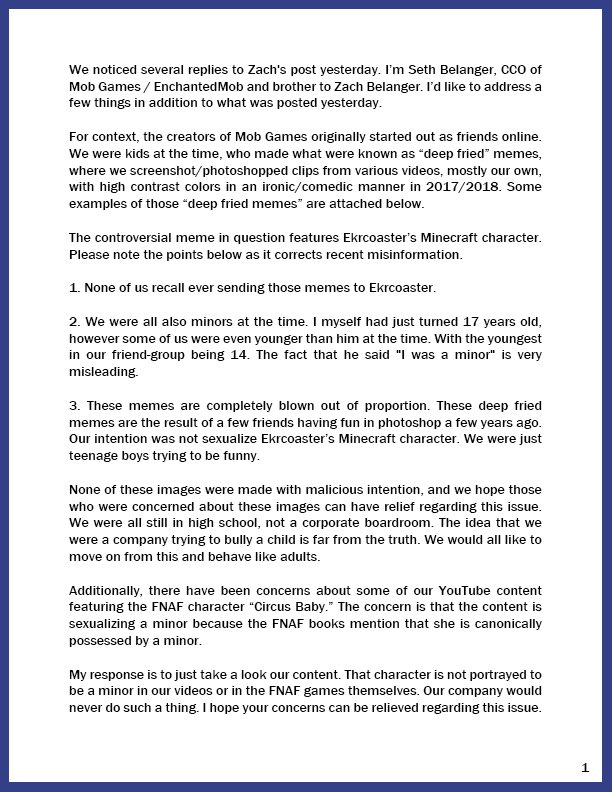 We noticed several replies to Zach's post yesterday. I’m Seth Belanger, CCO of
Mob Games / EnchantedMob and brother to Zach Belanger. I’d like to address a
few things in addition to what was posted yesterday.
For context, the creators of Mob Games originally started out as friends online.
We were kids at the time, who made what were known as “deep fried” memes,
where we screenshot/photoshopped clips from various videos, mostly our own,
with high contrast colors in an ironic/comedic manner in 2017/2018. Some
examples of those “deep fried memes” are attached below.
The controversial meme in question features Ekrcoaster’s Minecraft character.
Please note the points below as it corrects recent misinformation.
1. None of us recall ever sending those memes to Ekrcoaster.
2. We were all also minors at the time. I myself had just turned 17 years old,
however some of us were even younger than him at the time. With the youngest
in our friend-group being 14. The fact that he said "I was a minor" is very
misleading.
3. These memes are completely blown out of proportion. These deep fried
memes are the result of a few friends having fun in photoshop a few years ago.
Our intention was not sexualize Ekrcoaster’s Minecraft character. We were just
teenage boys trying to be funny.
None of these images were made with malicious intention, and we hope those
who were concerned about these images can have relief regarding this issue.
We were all still in high school, not a corporate boardroom. The idea that we
were a company trying to bully a child is far from the truth. We would all like to
move on from this and behave like adults.
Additionally, there have been concerns about some of our YouTube content
featuring the FNAF character “Circus Baby.” The concern is that the content is
sexualizing a minor because the FNAF books mention that she is canonically
possessed by a minor.
My response is to just take a look our content. That character is not portrayed to
be a minor in our videos or in the FNAF games themselves. Our company would
never do such a thing. I hope your concerns can be relieved regarding this issue.
1